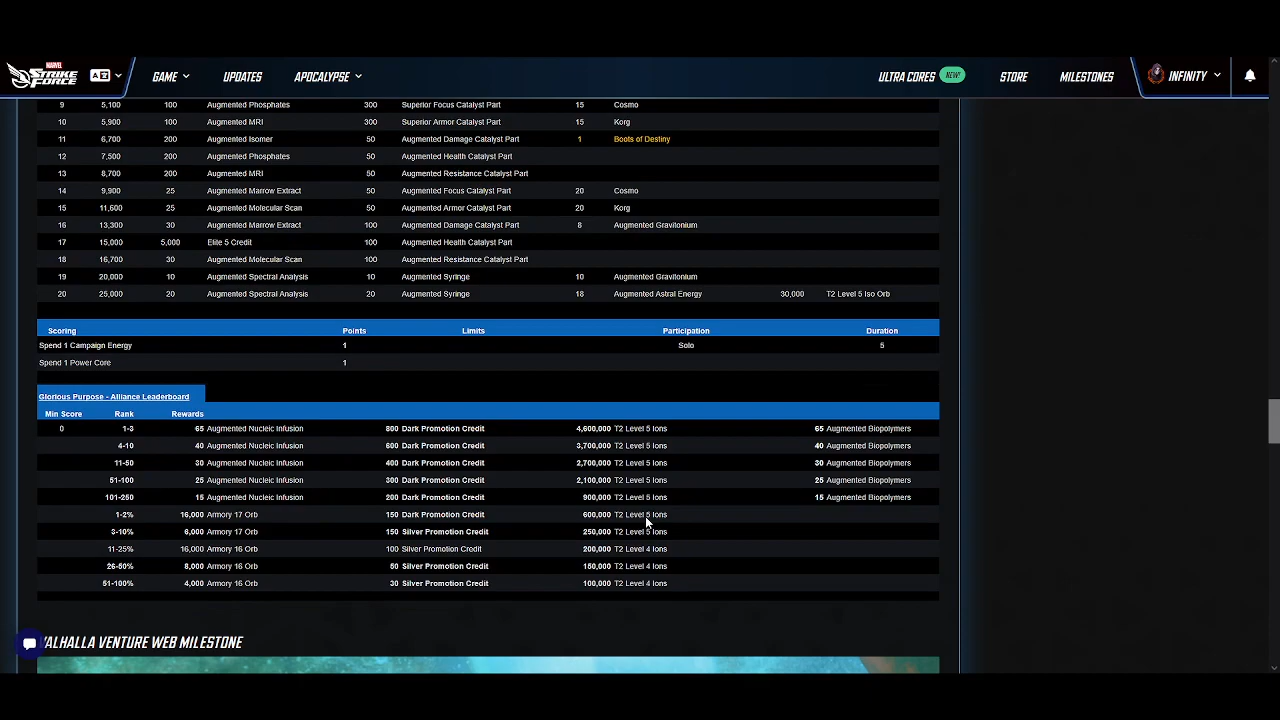 MARVEL STRIKE FORCE GAME UPDATES APOCALYPSE ULTRA CORES NEW! STORE MILESTONES INFINITY
9 5,100 100 Augmented Phosphates 300 Superior Focus Catalyst Part 15 Cosmo
10 5,900 100 Augmented MRI 300 Superior Armor Catalyst Part 15 Korg
11 6,700 200 Augmented Isomer 50 Augmented Damage Catalyst Part 1 Boots of Destiny
12 7,500 200 Augmented Phosphates 50 Augmented Health Catalyst Part
13 8,700 200 Augmented MRI 50 Augmented Resistance Catalyst Part
14 9,900 25 Augmented Marrow Extract 50 Augmented Focus Catalyst Part 20 Cosmo
15 11,600 25 Augmented Molecular Scan 50 Augmented Armor Catalyst Part 20 Korg
16 13,300 30 Augmented Marrow Extract 100 Augmented Damage Catalyst Part 8 Augmented Gravitonium
17 15,000 5,000 Elite 5 Credit 100 Augmented Health Catalyst Part
18 16,700 30 Augmented Molecular Scan 100 Augmented Resistance Catalyst Part
19 20,000 10 Augmented Spectral Analysis 10 Augmented Syringe 10 Augmented Gravitonium
20 25,000 20 Augmented Spectral Analysis 20 Augmented Syringe 18 Augmented Astral Energy 30,000 T2 Level 5 Iso Orb
Scoring Points Limits Participation Duration
Spend 1 Campaign Energy 1 Solo 5
Spend 1 Power Core 1
Glorious Purpose - Alliance Leaderboard
Min Score Rank Rewards
0 1-3 65 Augmented Nucleic Infusion 800 Dark Promotion Credit 4,600,000 T2 Level 5 Ions 65 Augmented Biopolymers
4-10 40 Augmented Nucleic Infusion 600 Dark Promotion Credit 3,700,000 T2 Level 5 Ions 40 Augmented Biopolymers
11-50 30 Augmented Nucleic Infusion 400 Dark Promotion Credit 2,700,000 T2 Level 5 Ions 30 Augmented Biopolymers
51-100 25 Augmented Nucleic Infusion 300 Dark Promotion Credit 2,100,000 T2 Level 5 Ions 25 Augmented Biopolymers
101-250 15 Augmented Nucleic Infusion 200 Dark Promotion Credit 900,000 T2 Level 5 Ions 15 Augmented Biopolymers
1-2% 16,000 Armory 17 Orb 150 Dark Promotion Credit 600,000 T2 Level 5 Ions
3-10% 6,000 Armory 17 Orb 150 Silver Promotion Credit 250,000 T2 Level 5 Ions
11-25% 16,000 Armory 16 Orb 100 Silver Promotion Credit 200,000 T2 Level 4 Ions
26-50% 8,000 Armory 16 Orb 50 Silver Promotion Credit 150,000 T2 Level 4 Ions
51-100% 4,000 Armory 16 Orb 30 Silver Promotion Credit 100,000 T2 Level 4 Ions
VALHALLA VENTURE WEB MILESTONE